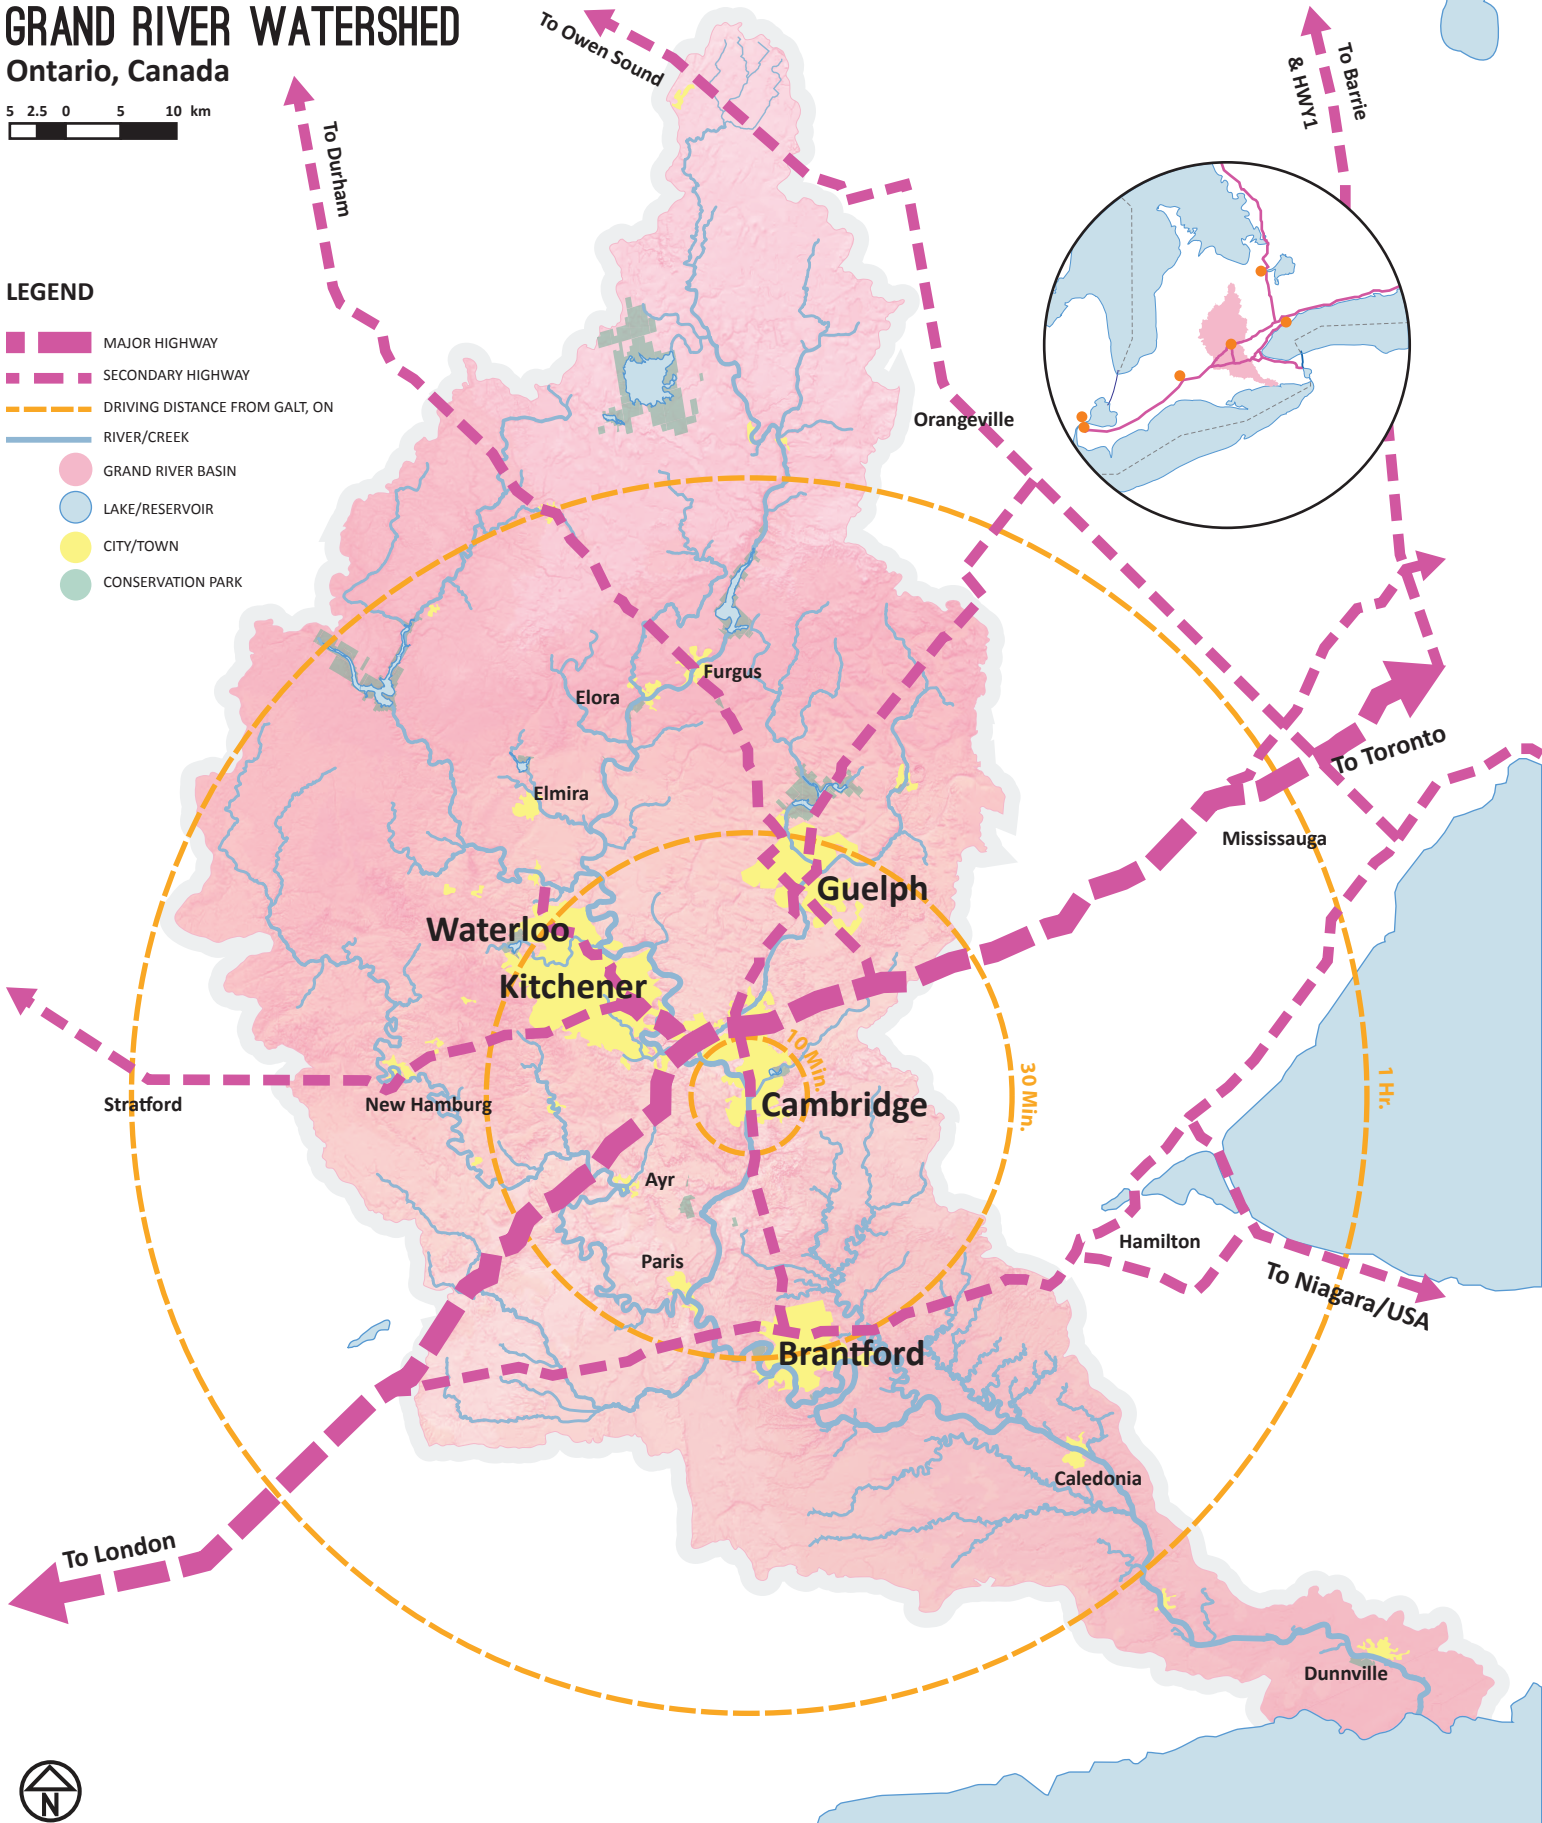 GRAND RIVER WATERSHED
Ontario, Canada
5 2.5 0 5 10 km
To Owen Sound
To Durham
To Barrie
& HWY1
LEGEND
MAJOR HIGHWAY
SECONDARY HIGHWAY
DRIVING DISTANCE FROM GALT, ON
RIVER/CREEK
GRAND RIVER BASIN
LAKE/RESERVOIR
CITY/TOWN
CONSERVATION PARK
Orangeville
Furgus
Elora
Elmira
To Toronto
Mississauga
Guelph
Waterloo
Kitchener
10 Min.
30 Min.
1 Hr.
Stratford
New Hamburg
Cambridge
Ayr
Paris
Hamilton
To Niagara/USA
Brantford
Caledonia
To London
Dunnville
N